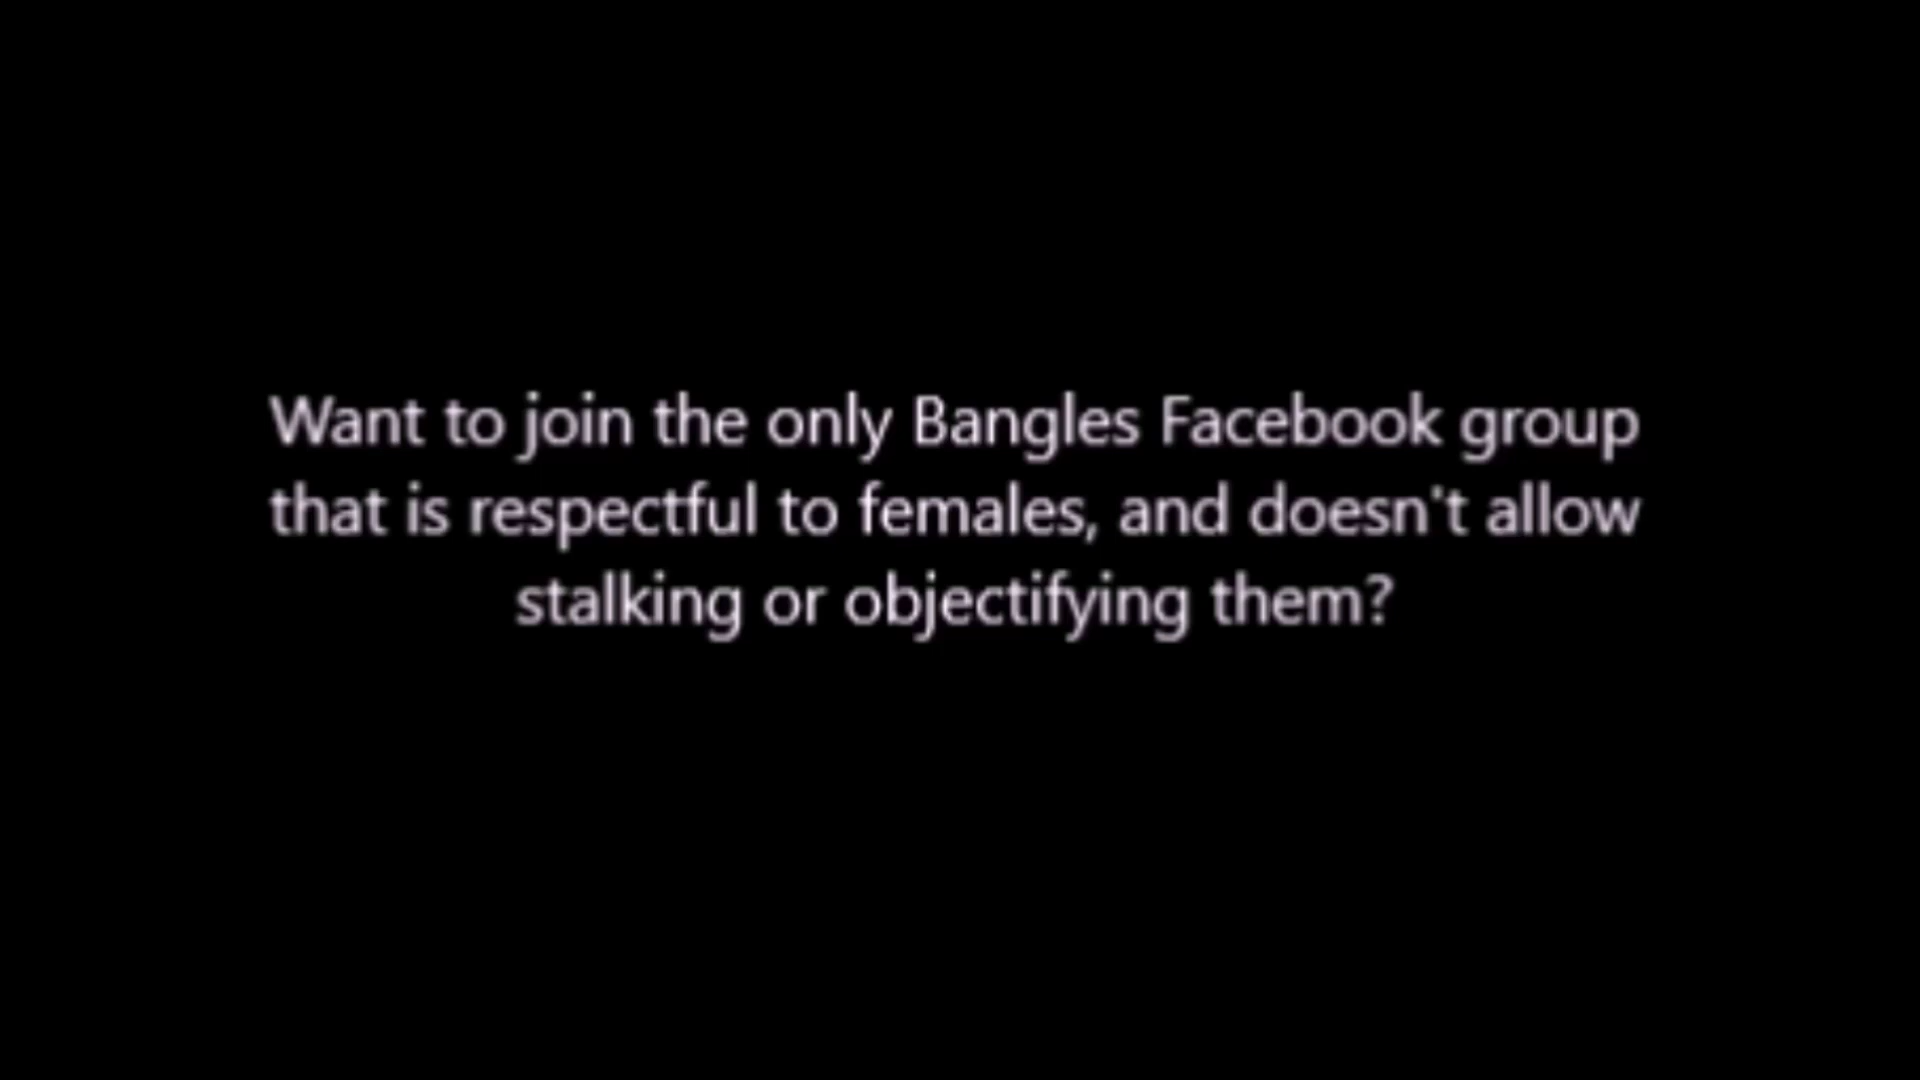 Want to join the only Bangles Facebook group
that is respectful to females, and doesn't allow
stalking or objectifying them?